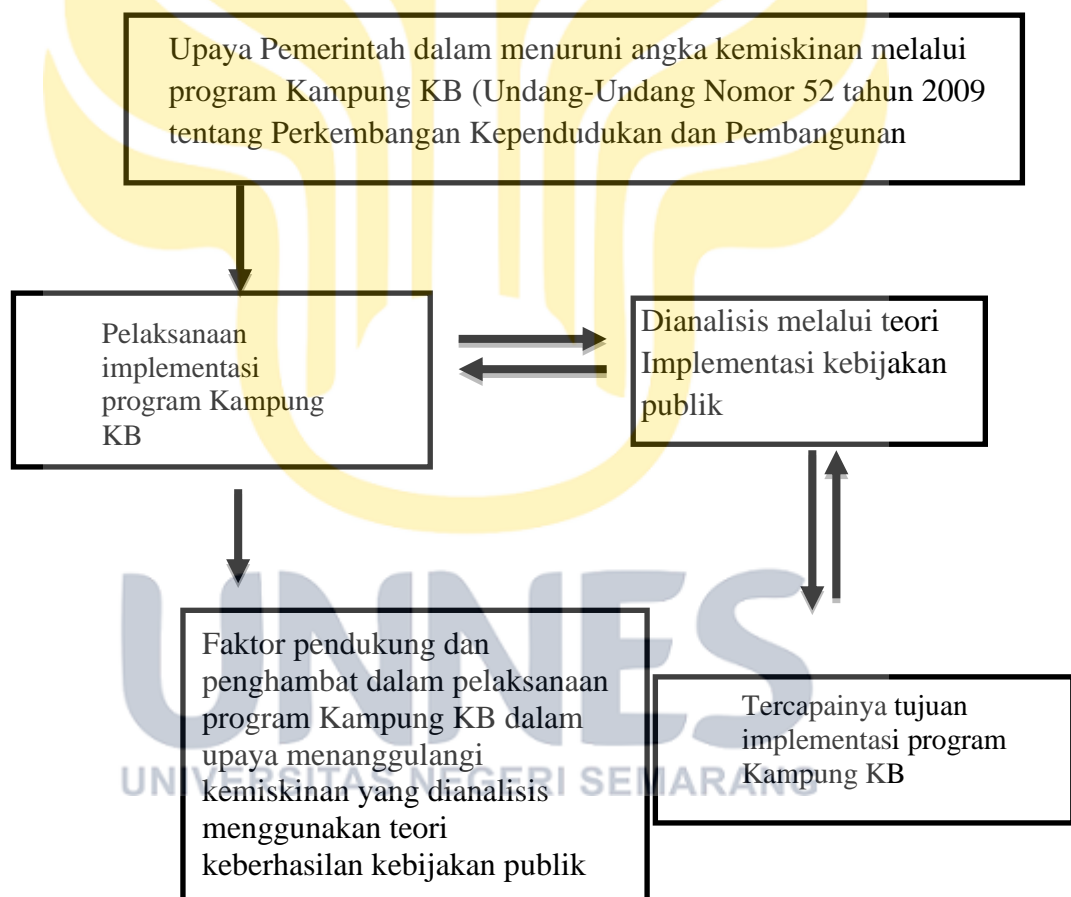 Upaya Pemerintah dalam menuruni angka kemiskinan melalui
program Kampung KB (Undang-Undang Nomor 52 tahun 2009
tentang Perkembangan Kependudukan dan Pembangunan
Pelaksanaan
implementasi
program Kampung
KB
Dianalisis melalui teori
Implementasi kebijakan
publik
Faktor pendukung dan
penghambat dalam pelaksanaan
program Kampung KB dalam
upaya menanggulangi
kemiskinan yang dianalisis
menggunakan teori
keberhasilan kebijakan publik
Tercapainya tujuan
implementasi program
Kampung KB
UNNES
UNIVERSITAS NEGERI SEMARANG